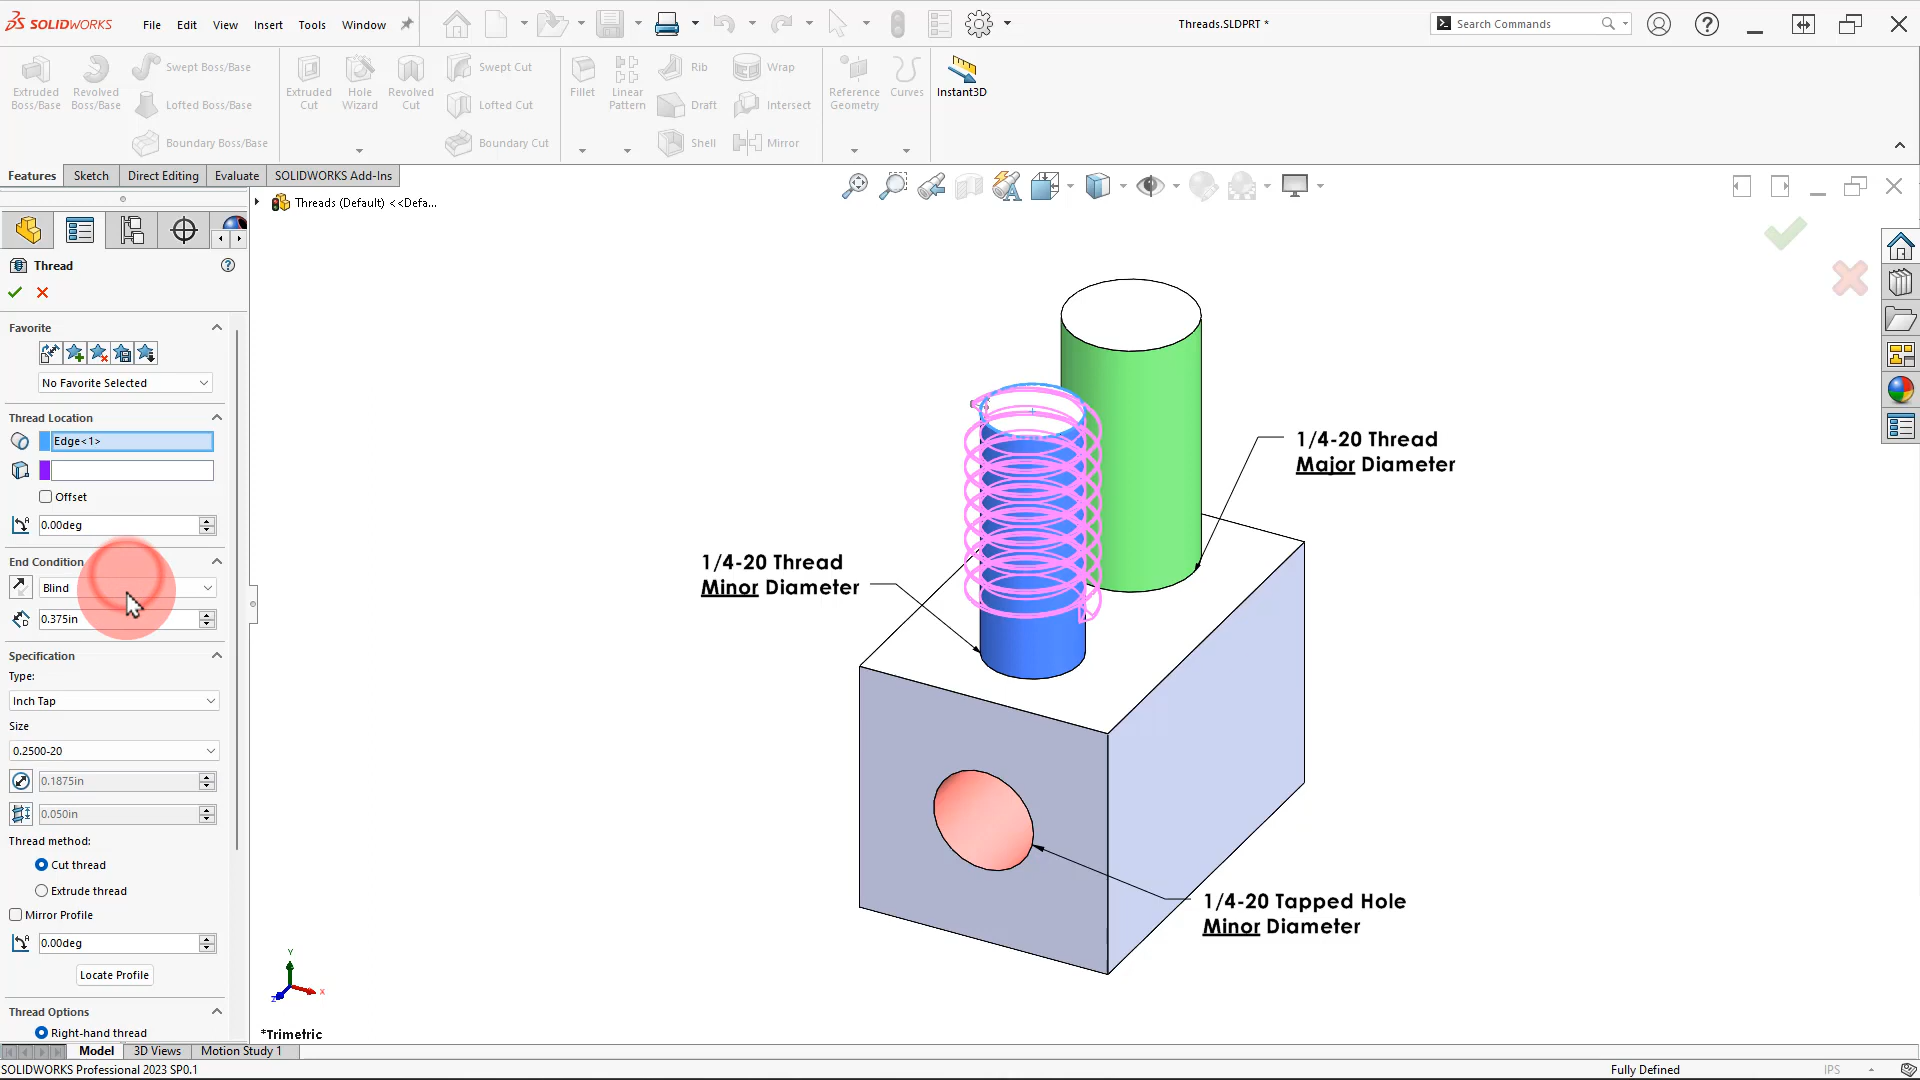 SOLIDWORKS
File Edit View Insert Tools Window
Threads.SLDPRT *
Search Commands
Extruded Boss/Base
Revolved Boss/Base
Swept Boss/Base
Lofted Boss/Base
Boundary Boss/Base
Extruded Cut
Hole Wizard
Revolved Cut
Swept Cut
Lofted Cut
Boundary Cut
Fillet
Linear Pattern
Rib
Draft
Shell
Wrap
Intersect
Mirror
Reference Geometry
Curves
Instant3D
Features Sketch Direct Editing Evaluate SOLIDWORKS Add-Ins
Threads (Default) <<Defa...
Thread
Favorite
No Favorite Selected
Thread Location
Edge<1>
Offset
0.00deg
End Condition
Blind
0.375in
Specification
Type:
Inch Tap
Size
0.2500-20
0.1875in
0.050in
Thread method:
Cut thread
Extrude thread
Mirror Profile
0.00deg
Locate Profile
Thread Options
Right-hand thread
1/4-20 Thread
Major Diameter
1/4-20 Thread
Minor Diameter
1/4-20 Tapped Hole
Minor Diameter
Y
X
Z
*Trimetric
Model 3D Views Motion Study 1
SOLIDWORKS Professional 2023 SP0.1
Fully Defined
IPS